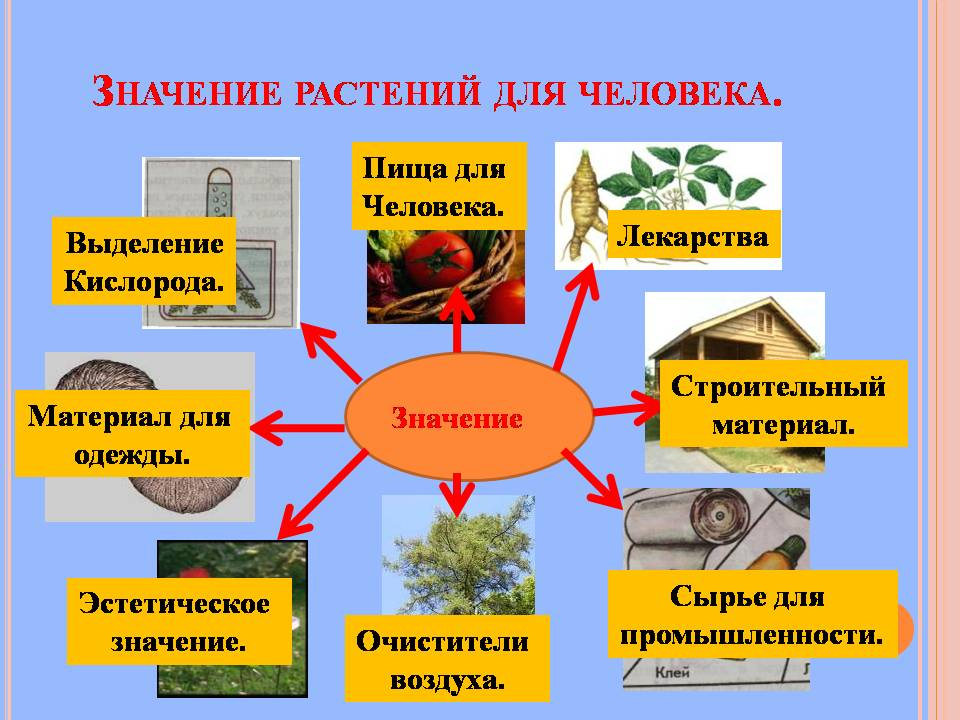 Значение растений для человека.
Пища для
Человека.
Лекарства
Выделение
Кислорода.
Строительный
материал.
Материал для
одежды.
Значение
Эстетическое
значение.
Очистители
воздуха.
Сырье для
промышленности.
Клей